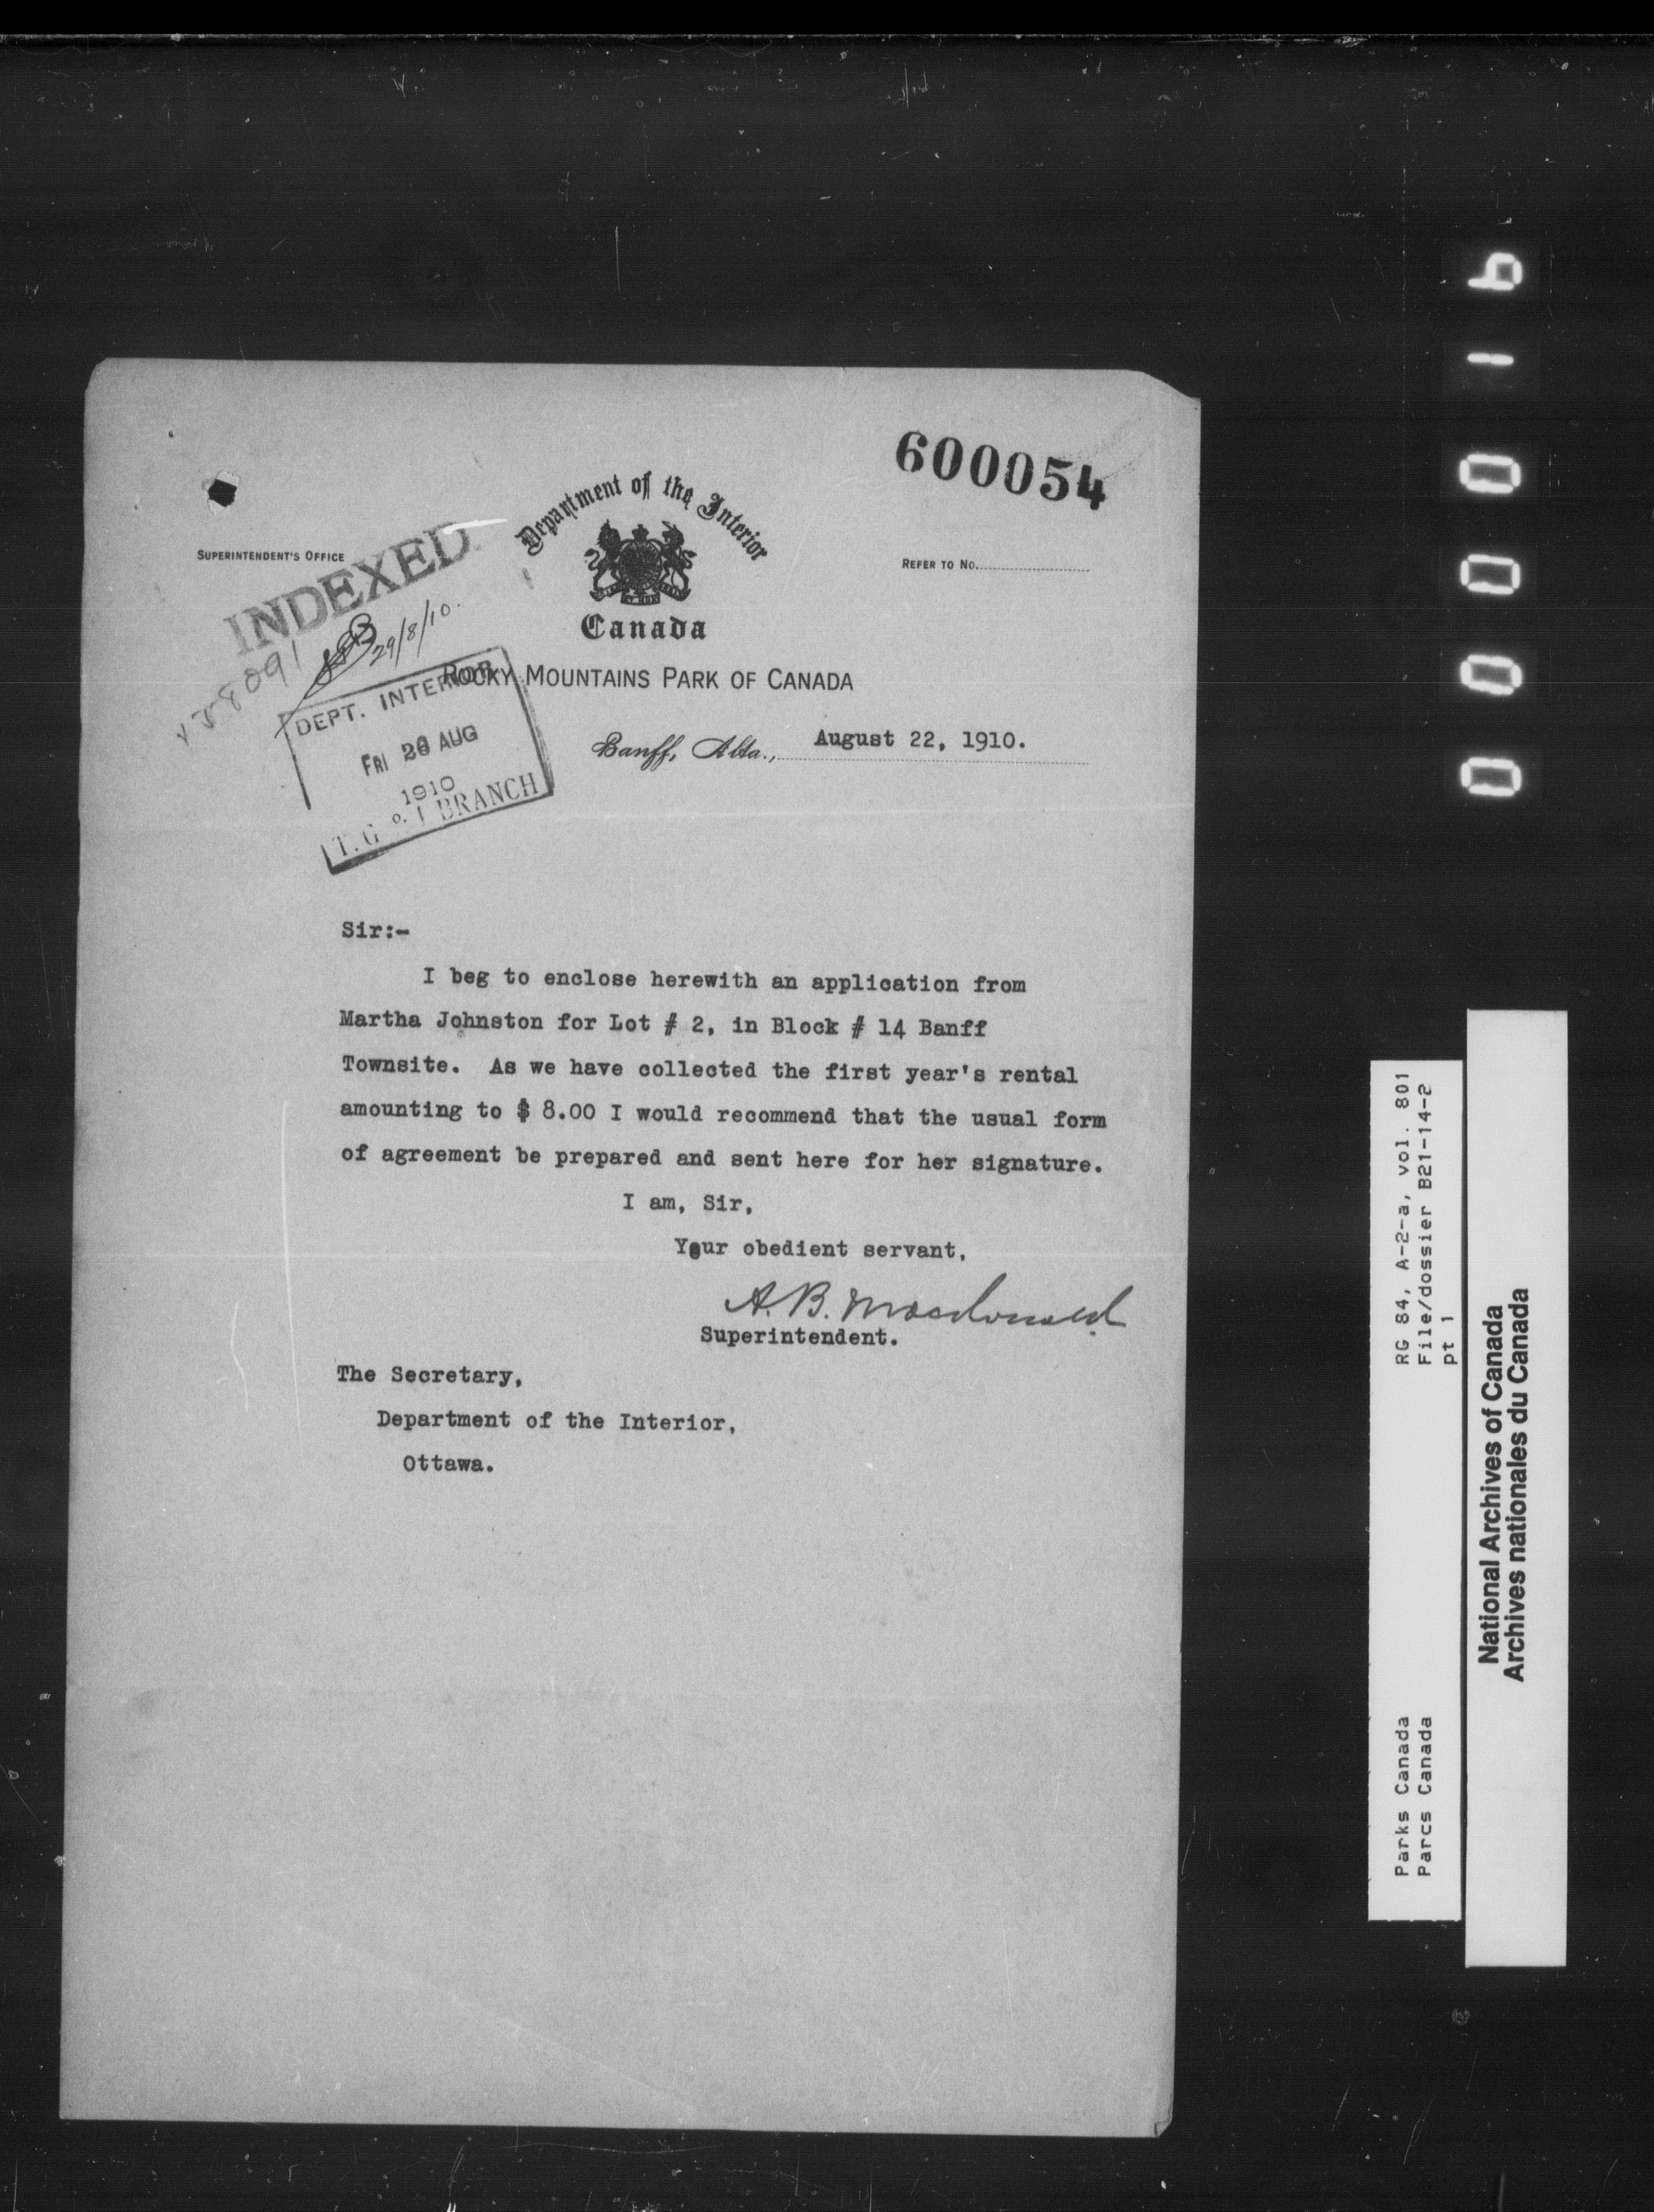 600054
Department of the Interior
SUPERINTENDENT'S OFFICE
REFER TO No.
INDEXED
Canada
29/8/10.
ROCKY MOUNTAINS PARK OF CANADA
DEPT. INTERIOR
FRI 26 AUG
1910
T. G & I BRANCH
Banff, Alta., August 22, 1910.
Sir:-
I beg to enclose herewith an application from
Martha Johnston for Lot # 2, in Block # 14 Banff
Townsite. As we have collected the first year's rental
amounting to $ 8.00 I would recommend that the usual form
of agreement be prepared and sent here for her signature.
I am, Sir,
Your obedient servant,
A. B. Macdonald
Superintendent.
The Secretary,
Department of the Interior,
Ottawa.
RG 84, A-2-a, vol. 801
File/dossier B21-14-2
pt 1
Parks Canada
Parcs Canada
National Archives of Canada
Archives nationales du Canada